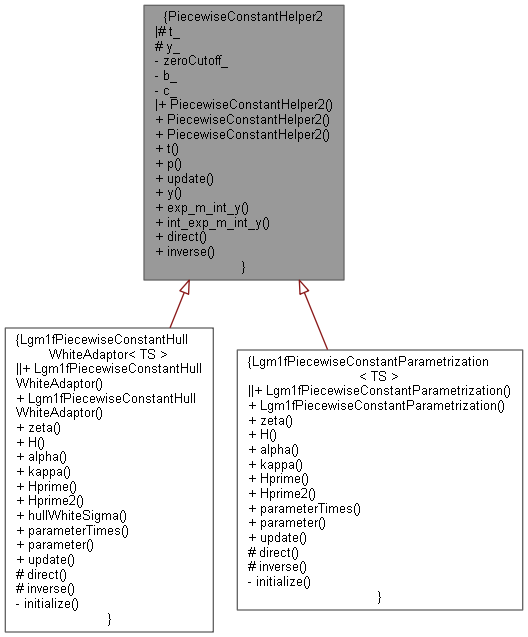 {PiecewiseConstantHelper2
|# t_
# y_
- zeroCutoff_
- b_
- c_
|+ PiecewiseConstantHelper2()
+ PiecewiseConstantHelper2()
+ PiecewiseConstantHelper2()
+ t()
+ p()
+ update()
+ y()
+ exp_m_int_y()
+ int_exp_m_int_y()
+ direct()
+ inverse()
}
{Lgm1fPiecewiseConstantHull
WhiteAdaptor< TS >
||+ Lgm1fPiecewiseConstantHull
WhiteAdaptor()
+ Lgm1fPiecewiseConstantHull
WhiteAdaptor()
+ zeta()
+ H()
+ alpha()
+ kappa()
+ Hprime()
+ Hprime2()
+ hullWhiteSigma()
+ parameterTimes()
+ parameter()
+ update()
# direct()
# inverse()
- initialize()
}
{Lgm1fPiecewiseConstantParametrization
< TS >
||+ Lgm1fPiecewiseConstantParametrization()
+ Lgm1fPiecewiseConstantParametrization()
+ zeta()
+ H()
+ alpha()
+ kappa()
+ Hprime()
+ Hprime2()
+ parameterTimes()
+ parameter()
+ update()
# direct()
# inverse()
- initialize()
}